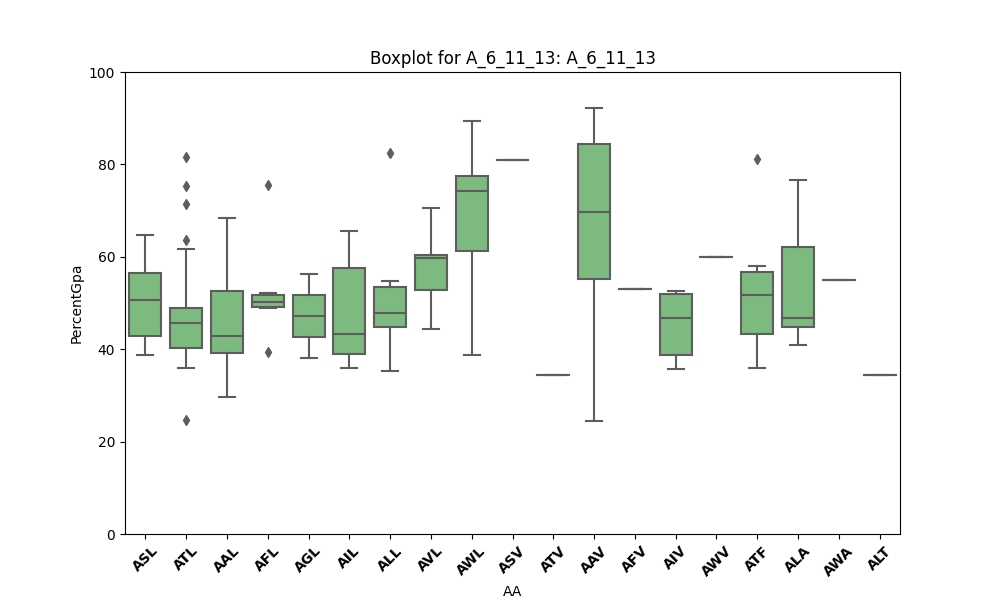 Boxplot for A_6_11_13: A_6_11_13
PercentGpa
100
80
60
40
20
0
ASL ATL AAL AFL AGL AIL ALL AVL AWL ASV ATV AAV AFV AIV AWV ATF ALA AWA ALT
AA